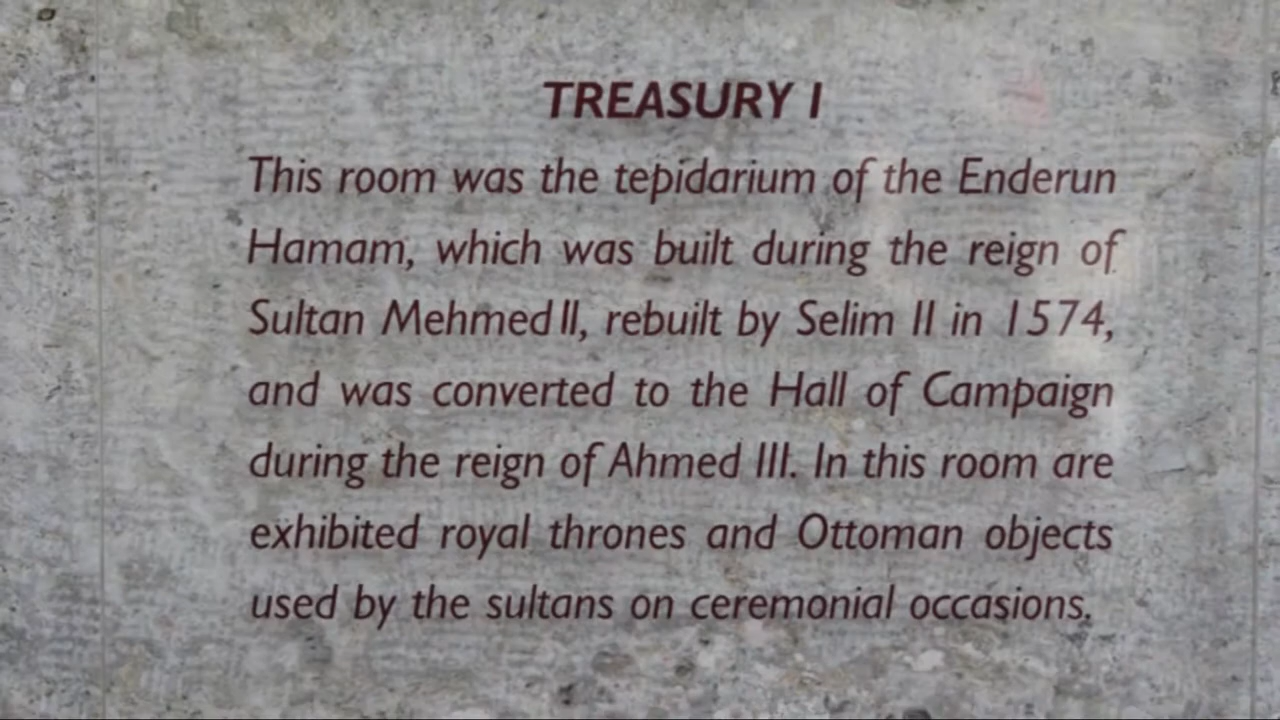 TREASURY I
This room was the tepidarium of the Enderun
Hamam, which was built during the reign of
Sultan Mehmed II, rebuilt by Selim II in 1574,
and was converted to the Hall of Campaign
during the reign of Ahmed III. In this room are
exhibited royal thrones and Ottoman objects
used by the sultans on ceremonial occasions.